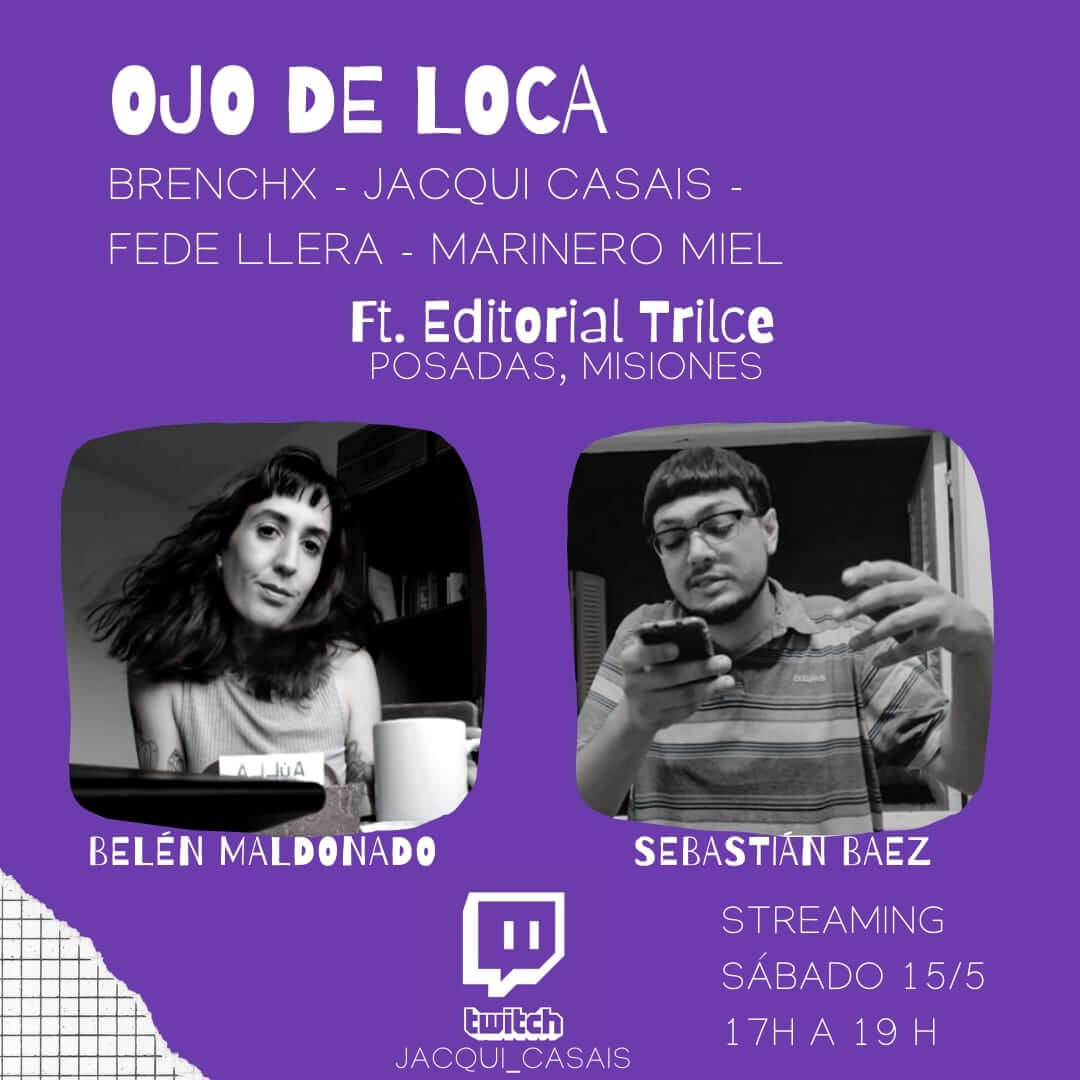 OJO DE LOCA
BRENCHX - JACQUI CASAIS -
FEDE LLERA - MARINERO MIEL
Ft. Editorial Trilce
POSADAS, MISIONES
BELÉN MALDONADO
SEBASTIÁN BAEZ
STREAMING
SÁBADO 15/5
17H A 19 H
twitch
JACQUI_CASAIS